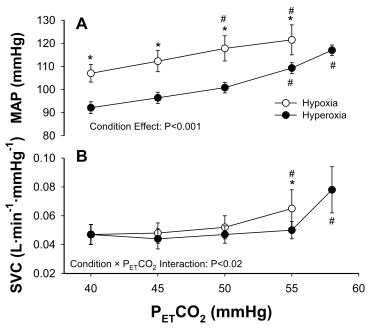 A
130
120
110
100
90
80
MAP (mmHg)
*
*
#
*
#
*
#
#
Hypoxia
Hyperoxia
Condition Effect: P<0.001
B
0.10
0.08
0.06
0.04
0.02
SVC (L·min⁻¹·mmHg⁻¹)
#
*
#
Condition × PETCO2 Interaction: P<0.02
40 45 50 55 60
PETCO2 (mmHg)